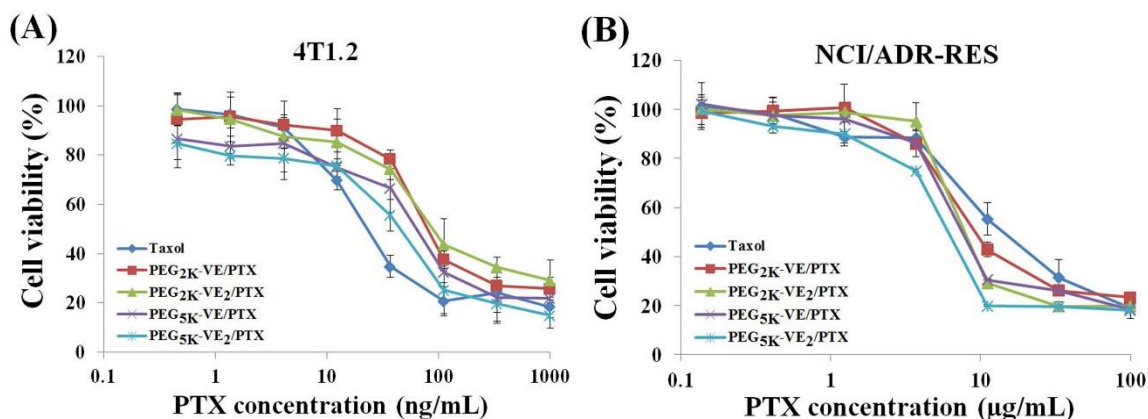 (A)
4T1.2
120
100
80
60
40
20
0
Cell viability (%)
Taxol
PEG2K-VE/PTX
PEG2K-VE2/PTX
PEG5K-VE/PTX
PEG5K-VE2/PTX
0.1 1 10 100 1000
PTX concentration (ng/mL)
(B)
NCI/ADR-RES
120
100
80
60
40
20
0
Cell viability (%)
Taxol
PEG2K-VE/PTX
PEG2K-VE2/PTX
PEG5K-VE/PTX
PEG5K-VE2/PTX
0.1 1 10 100
PTX concentration (µg/mL)